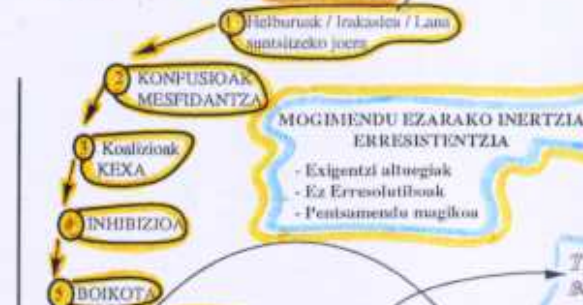 1 Helburuak / Irakaslea / Lana
suntsitzeko joera
2 KONFUSIOAK
MESFIDANTZA
3 Koalizioak
KEXA
4 INHIBIZIOA
5 BOIKOTA
MOGIMENDU EZARAKO INERTZIA
ERRESISTENTZIA
- Exigentzi altuegiak
- Ez Erresolutiboak
- Pentsamendu magikoa